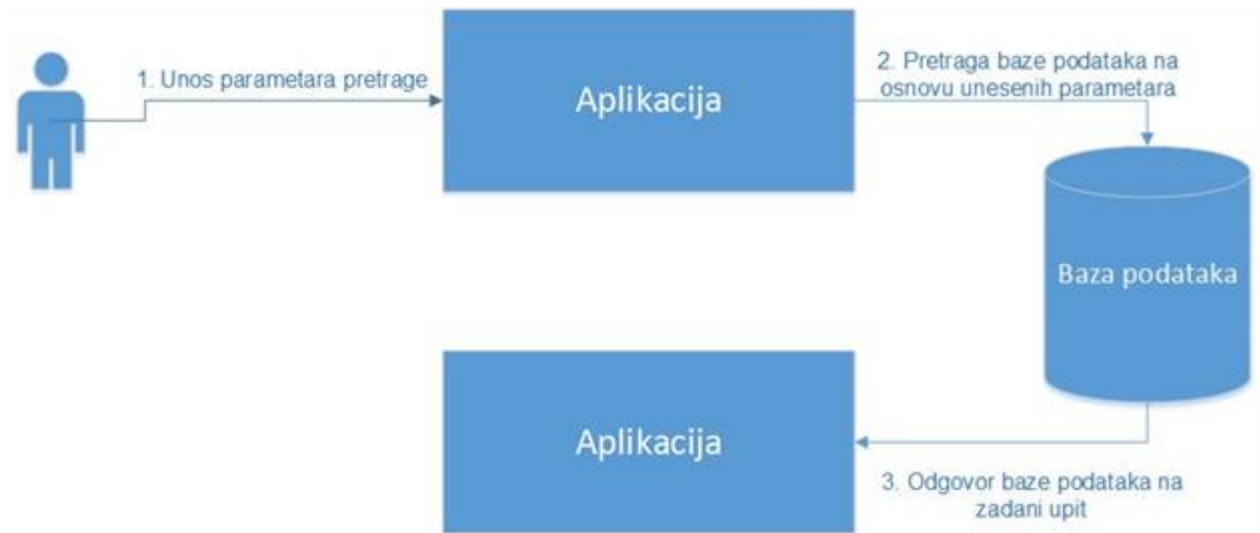 1. Unos parametara pretrage
Aplikacija
2. Pretraga baze podataka na
osnovu unesenih parametara
Baza podataka
Aplikacija
3. Odgovor baze podataka na
zadani upit